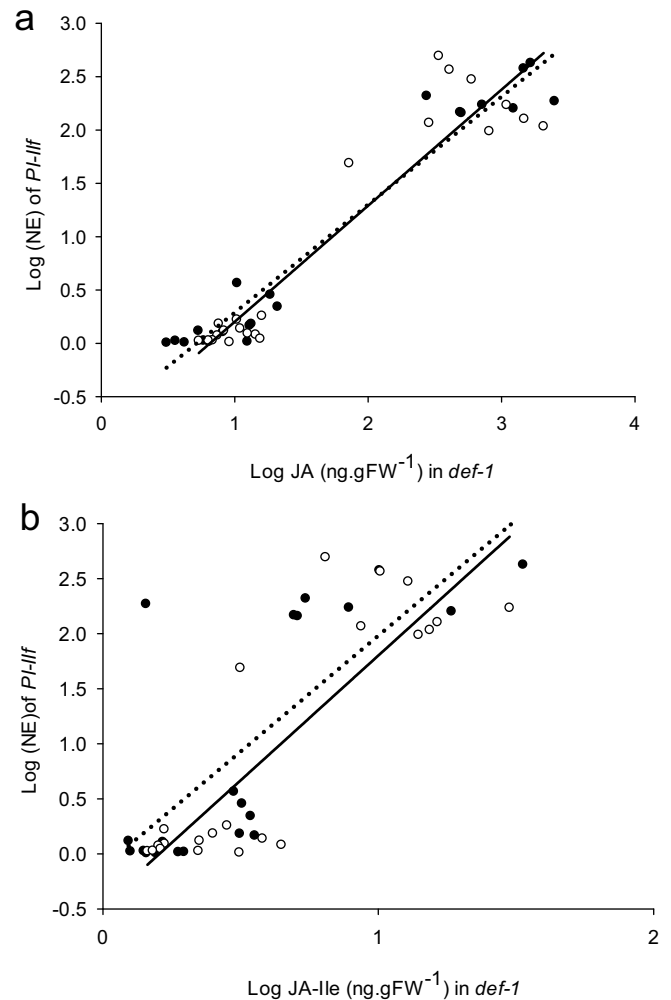 a
3.0
2.5
2.0
1.5
1.0
0.5
0.0
-0.5
Log (NE) of PI-IIf
0 1 2 3 4
Log JA (ng.gFW⁻¹) in def-1
b
3.0
2.5
2.0
1.5
1.0
0.5
0.0
-0.5
Log (NE)of PI-IIf
0 1 2
Log JA-Ile (ng.gFW⁻¹) in def-1